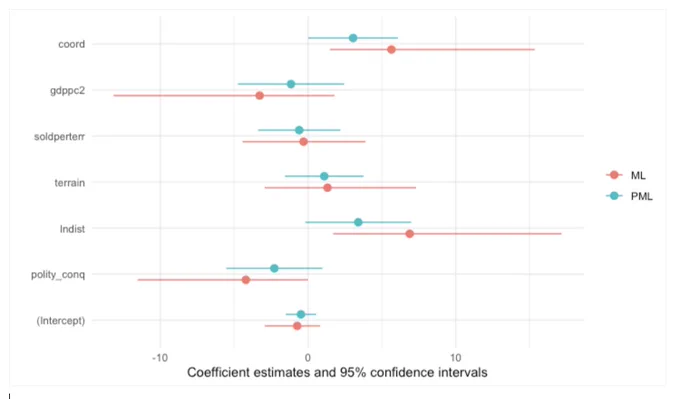 coord
gdppc2
soldperterr
terrain
lndist
polity_conq
(Intercept)
ML
PML
-10
0
10
Coefficient estimates and 95% confidence intervals